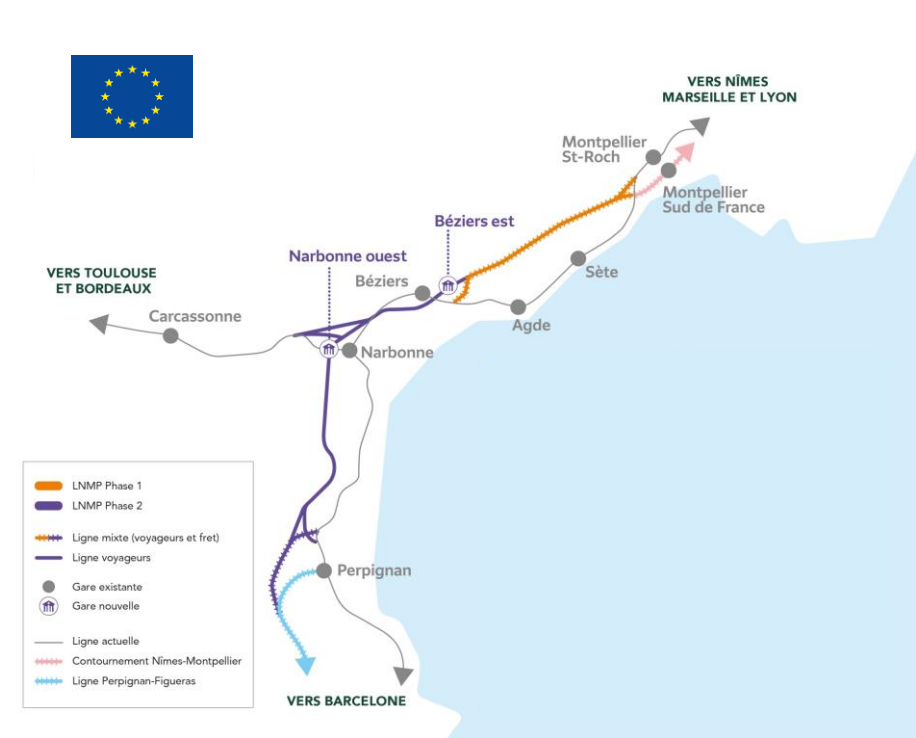 VERS NÎMES
MARSEILLE ET LYON
Montpellier
St-Roch
Montpellier
Sud de France
Béziers est
Narbonne ouest
VERS TOULOUSE
ET BORDEAUX
Béziers
Sète
Carcassonne
Agde
Narbonne
LNMP Phase 1
LNMP Phase 2
Ligne mixte (voyageurs et fret)
Ligne voyageurs
Gare existante
Gare nouvelle
Ligne actuelle
Contournement Nîmes-Montpellier
Ligne Perpignan-Figueras
Perpignan
VERS BARCELONE